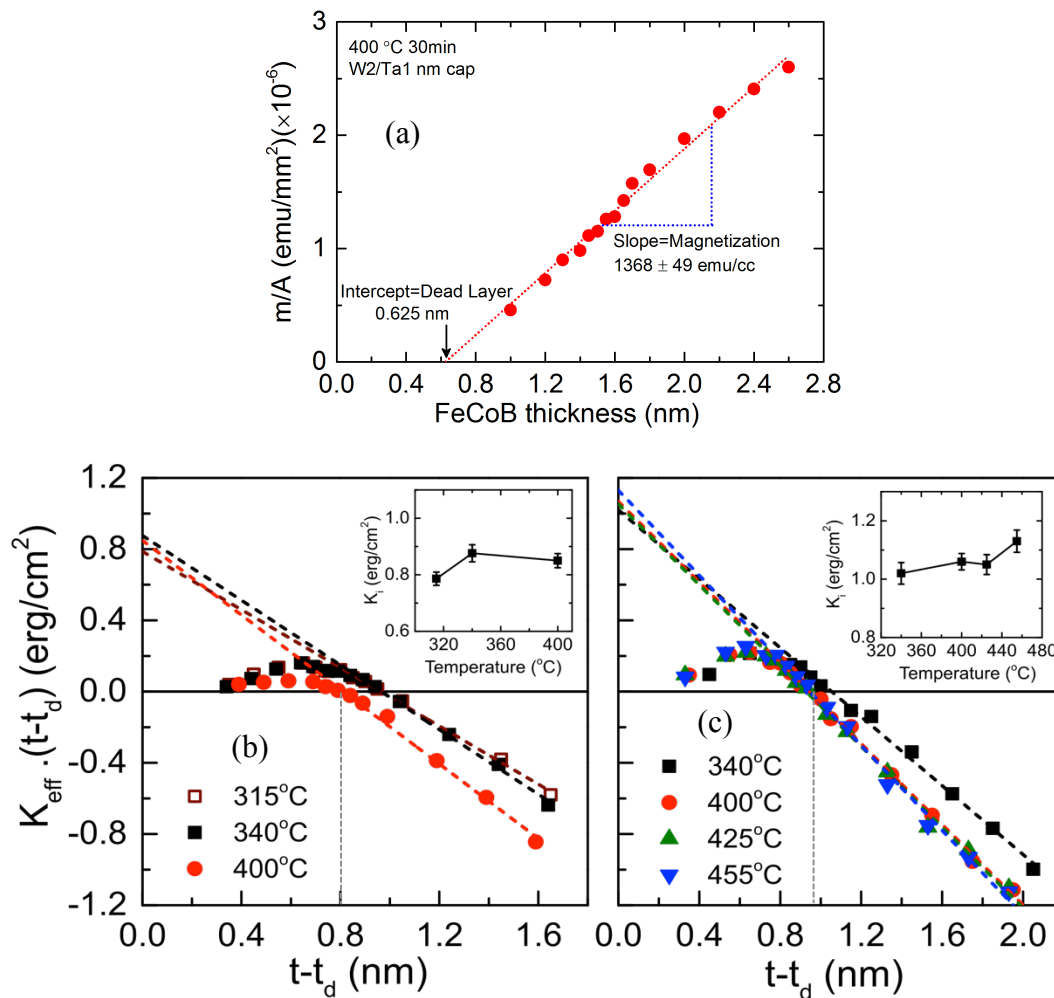 3
2
1
0
m/A (emu/mm²)(×10⁻⁶)
400 °C 30min
W2/Ta1 nm cap
(a)
Slope=Magnetization
1368 ± 49 emu/cc
Intercept=Dead Layer
0.625 nm
0.0 0.4 0.8 1.2 1.6 2.0 2.4 2.8
FeCoB thickness (nm)
1.2
0.8
0.4
0.0
-0.4
-0.8
-1.2
K_eff .(t-t_d) (erg/cm²)
1.0
0.9
0.8
0.6
K_i (erg/cm²)
320 360 400
Temperature (°C)
(b)
315°C
340°C
400°C
0.0 0.4 0.8 1.2 1.6
t-t_d (nm)
1.2
1.1
1.0
0.8
K_i (erg/cm²)
320 360 400 440 480
Temperature (°C)
(c)
340°C
400°C
425°C
455°C
0.0 0.4 0.8 1.2 1.6 2.0
t-t_d (nm)